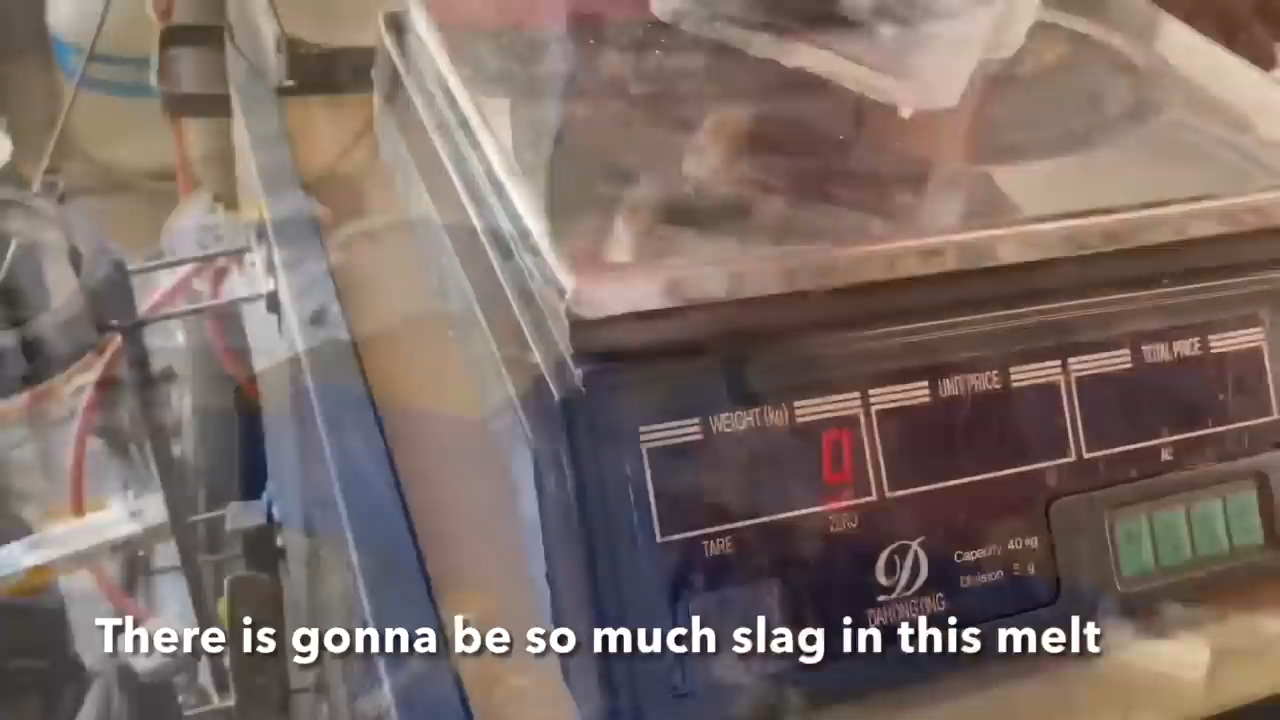 WEIGHT (kg)
UNIT PRICE
TOTAL PRICE
0
TARE
ZERO
Capacity 40 kg
Division 5 g
D
There is gonna be so much slag in this melt